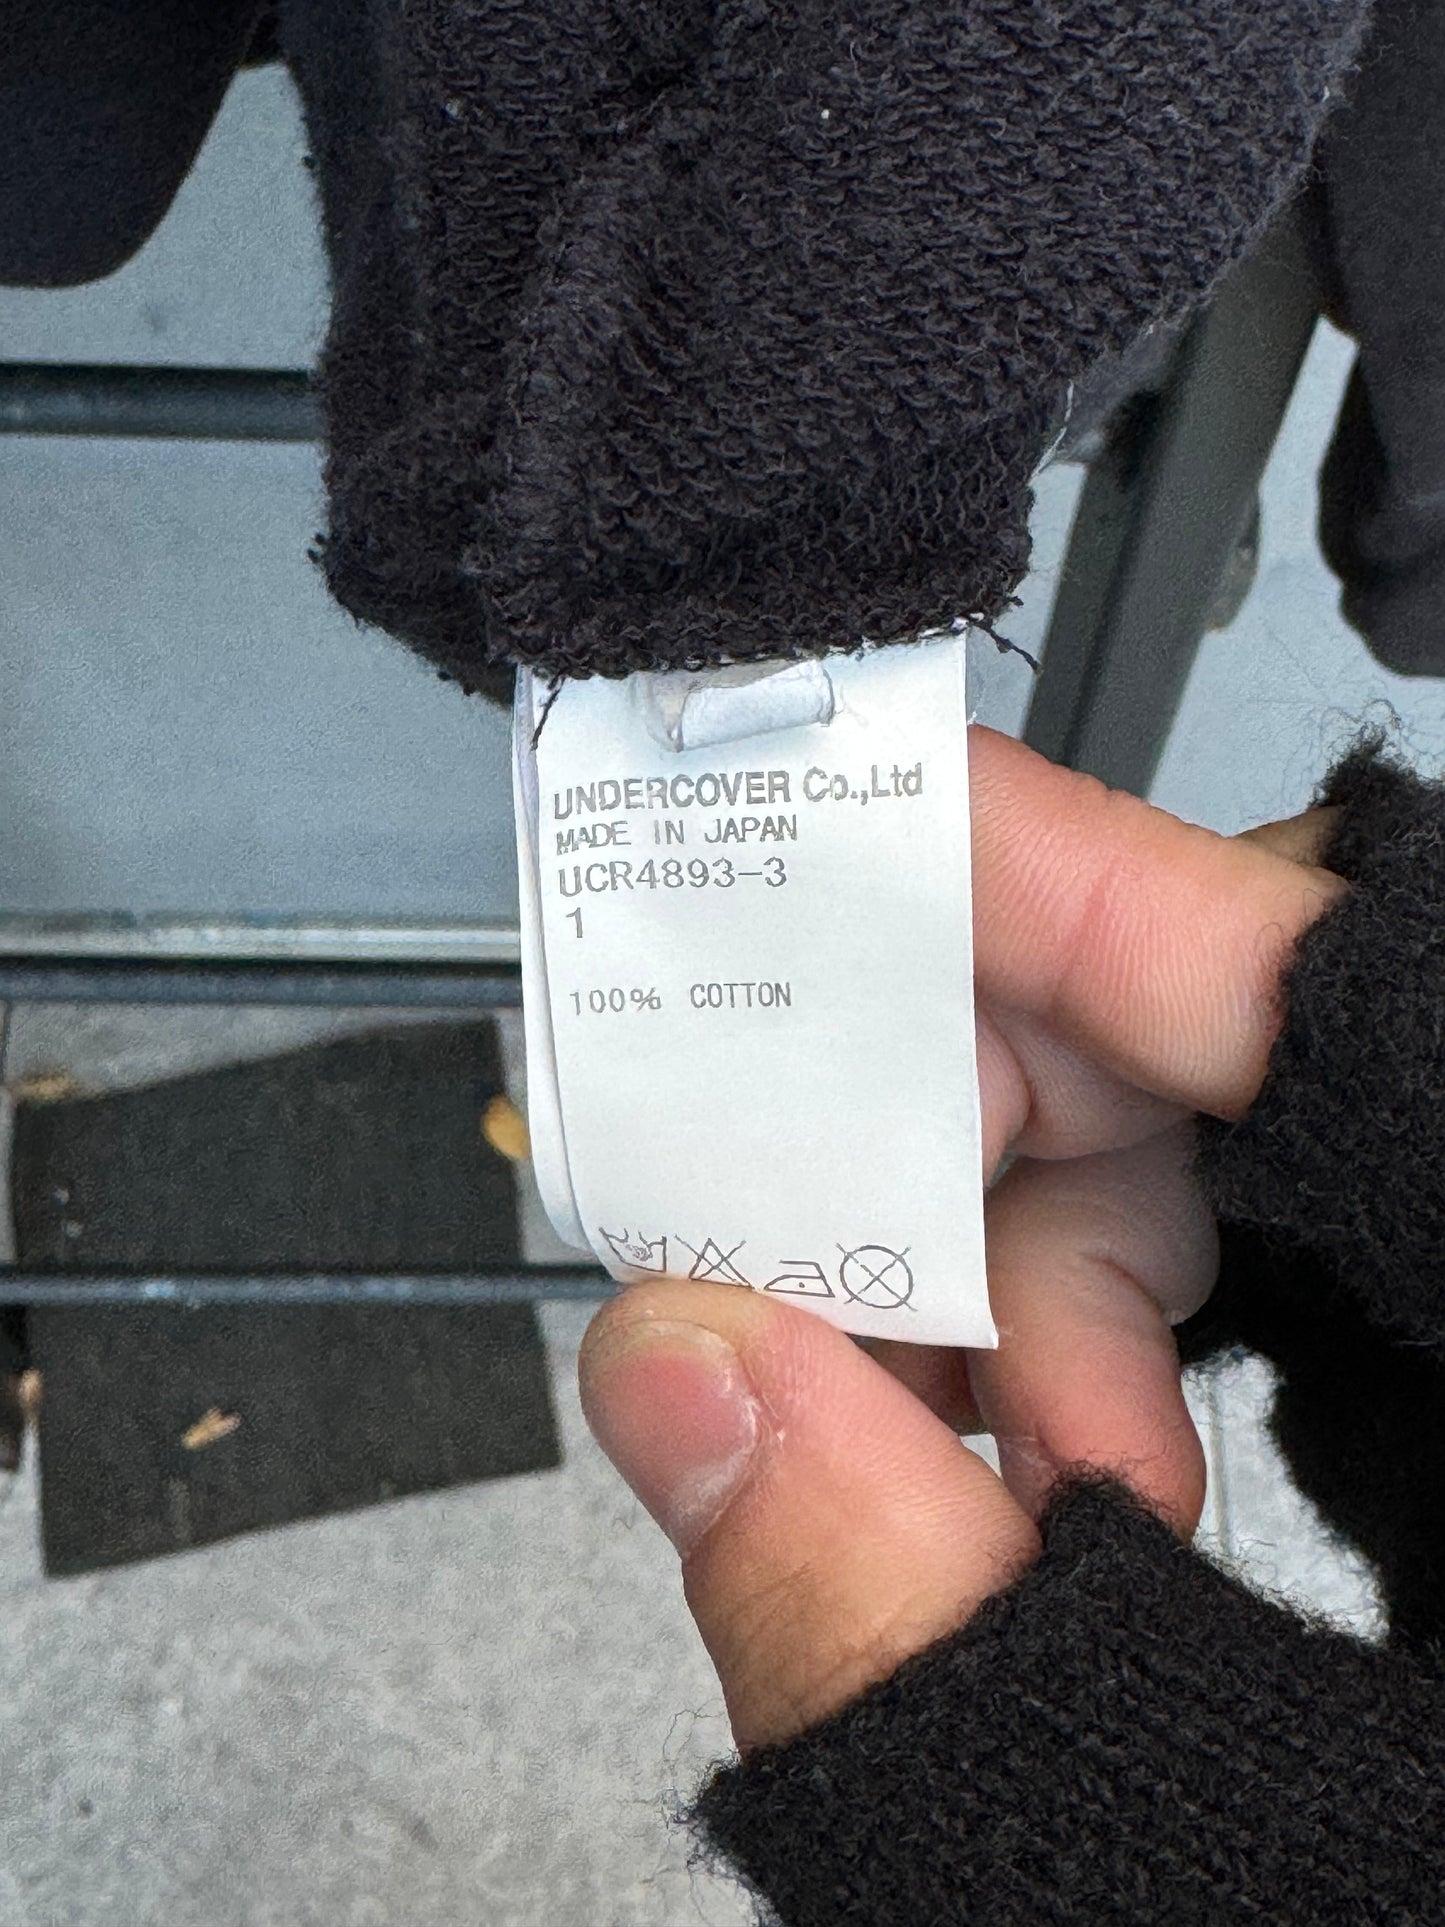 UNDERCOVER Co.,Ltd
MADE IN JAPAN
UCR4893-3
1
100% COTTON